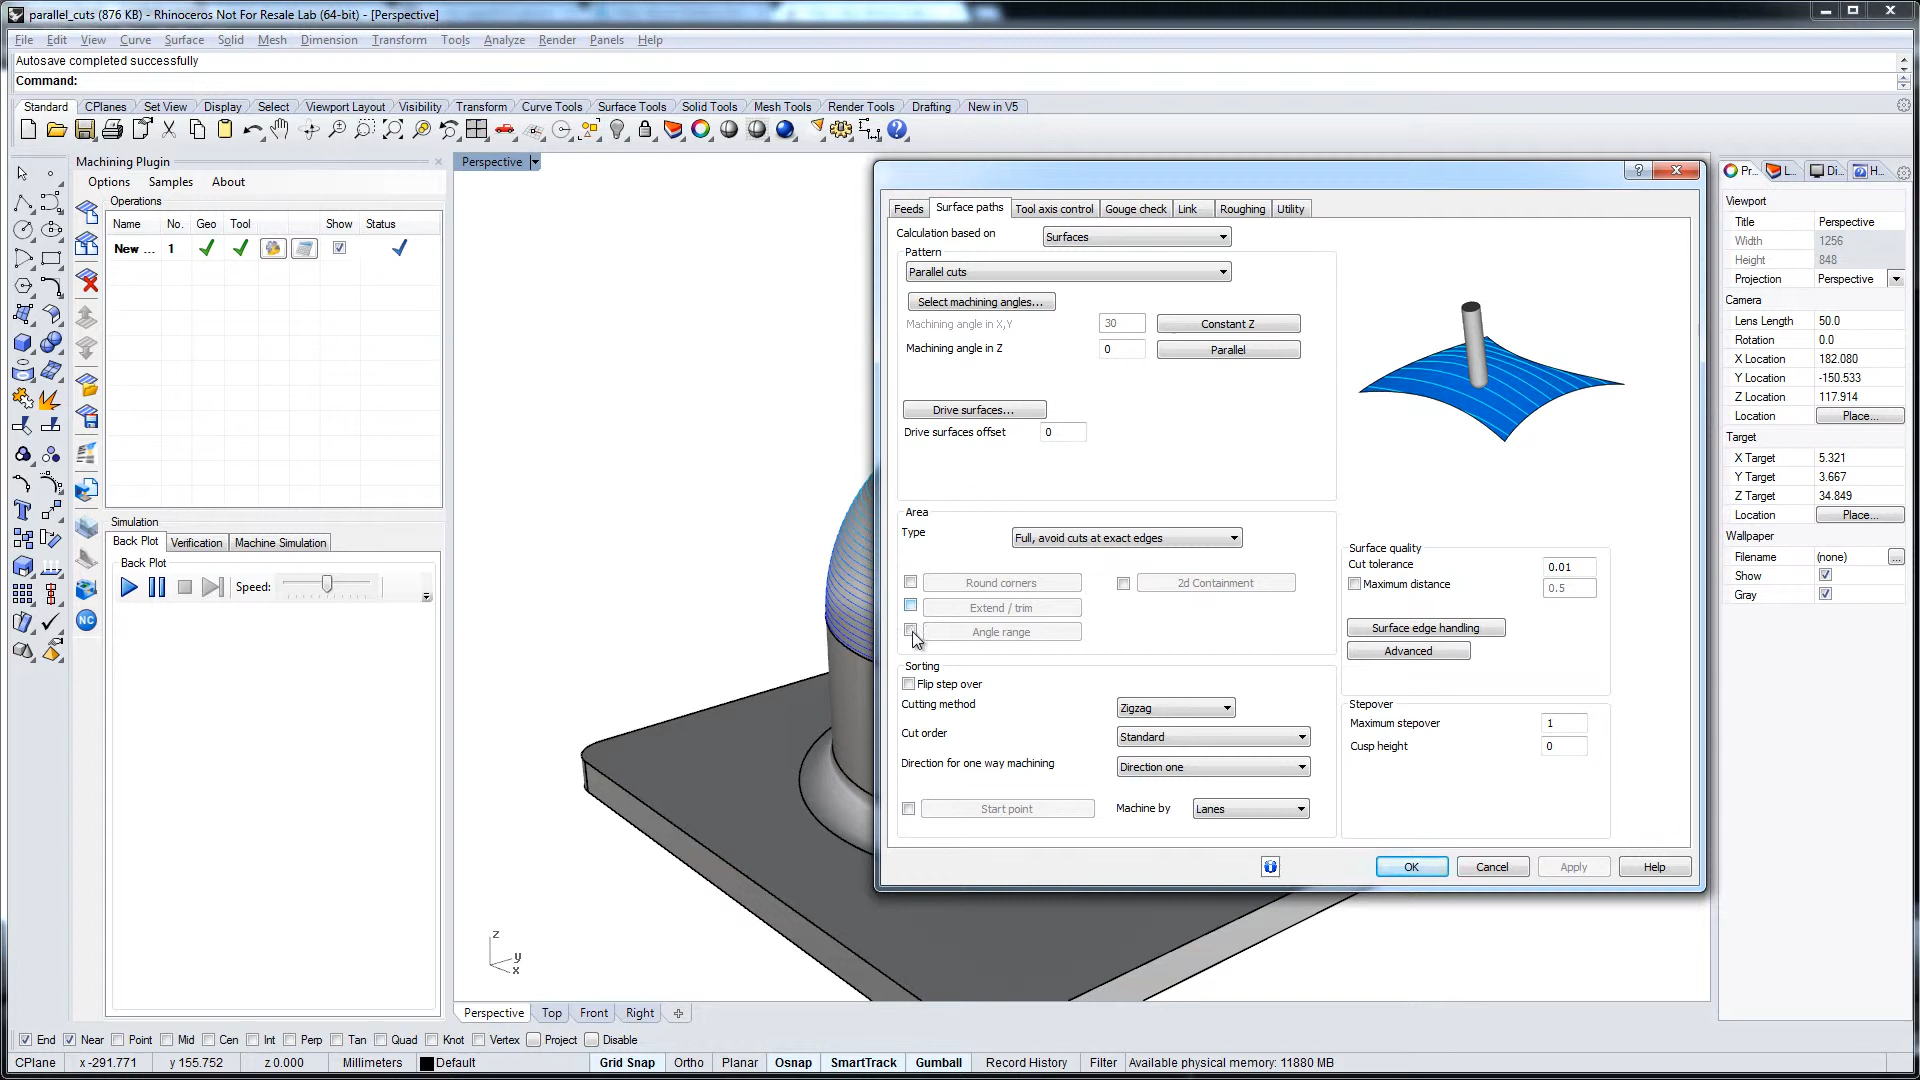 parallel_cuts (876 KB) - Rhinoceros Not For Resale Lab (64-bit) - [Perspective]
File Edit View Curve Surface Solid Mesh Dimension Transform Tools Analyze Render Panels Help
Autosave completed successfully
Command:
Standard CPlanes Set View Display Select Viewport Layout Visibility Transform Curve Tools Surface Tools Solid Tools Mesh Tools Render Tools Drafting New in V5
Machining Plugin
Options Samples About
Operations
Name No. Geo Tool Show Status
New ... 1
Simulation
Back Plot Verification Machine Simulation
Back Plot
Speed:
NC
Perspective
Feeds Surface paths Tool axis control Gouge check Link Roughing Utility
Calculation based on Surfaces
Pattern
Parallel cuts
Select machining angles...
Machining angle in X,Y 30 Constant Z
Machining angle in Z 0 Parallel
Drive surfaces...
Drive surfaces offset 0
Area
Type Full, avoid cuts at exact edges
Round corners 2d Containment
Extend / trim
Angle range
Sorting
Flip step over
Cutting method Zigzag
Cut order Standard
Direction for one way machining Direction one
Start point Machine by Lanes
Surface quality
Cut tolerance 0.01
Maximum distance 0.5
Surface edge handling
Advanced
Stepover
Maximum stepover 1
Cusp height 0
OK Cancel Apply Help
z
y
x
Pr... L... Di... H...
Viewport
Title Perspective
Width 1256
Height 848
Projection Perspective
Camera
Lens Length 50.0
Rotation 0.0
X Location 182.080
Y Location -150.533
Z Location 117.914
Location Place...
Target
X Target 5.321
Y Target 3.667
Z Target 34.849
Location Place...
Wallpaper
Filename (none) ...
Show
Gray
Perspective Top Front Right
End Near Point Mid Cen Int Perp Tan Quad Knot Vertex Project Disable
CPlane x -291.771 y 155.752 z 0.000 Millimeters Default Grid Snap Ortho Planar Osnap SmartTrack Gumball Record History Filter Available physical memory: 11880 MB